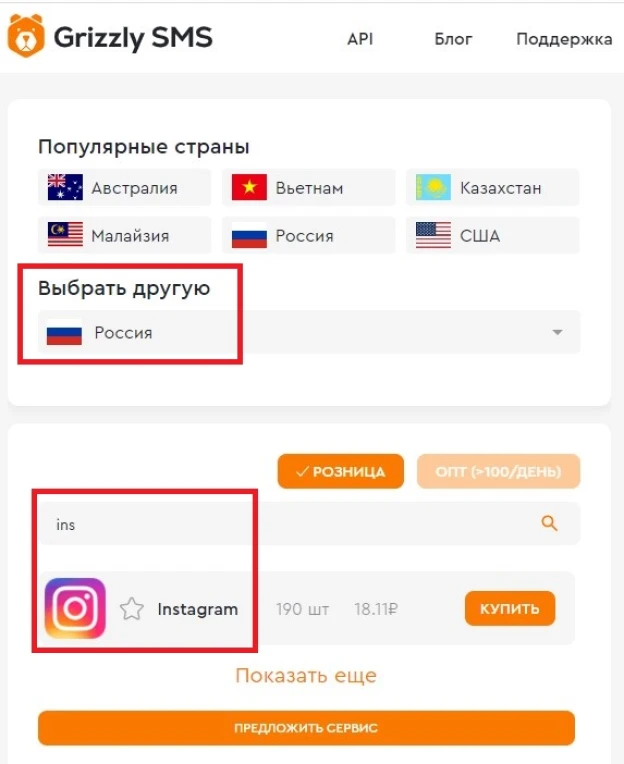 Grizzly SMS API Блог Поддержка
Популярные страны
Австралия Вьетнам Казахстан
Малайзия Россия США
Выбрать другую
Россия
РОЗНИЦА ОПТ (>100/ДЕНЬ)
ins
Instagram 190 шт 18.11₽ КУПИТЬ
Показать еще
ПРЕДЛОЖИТЬ СЕРВИС